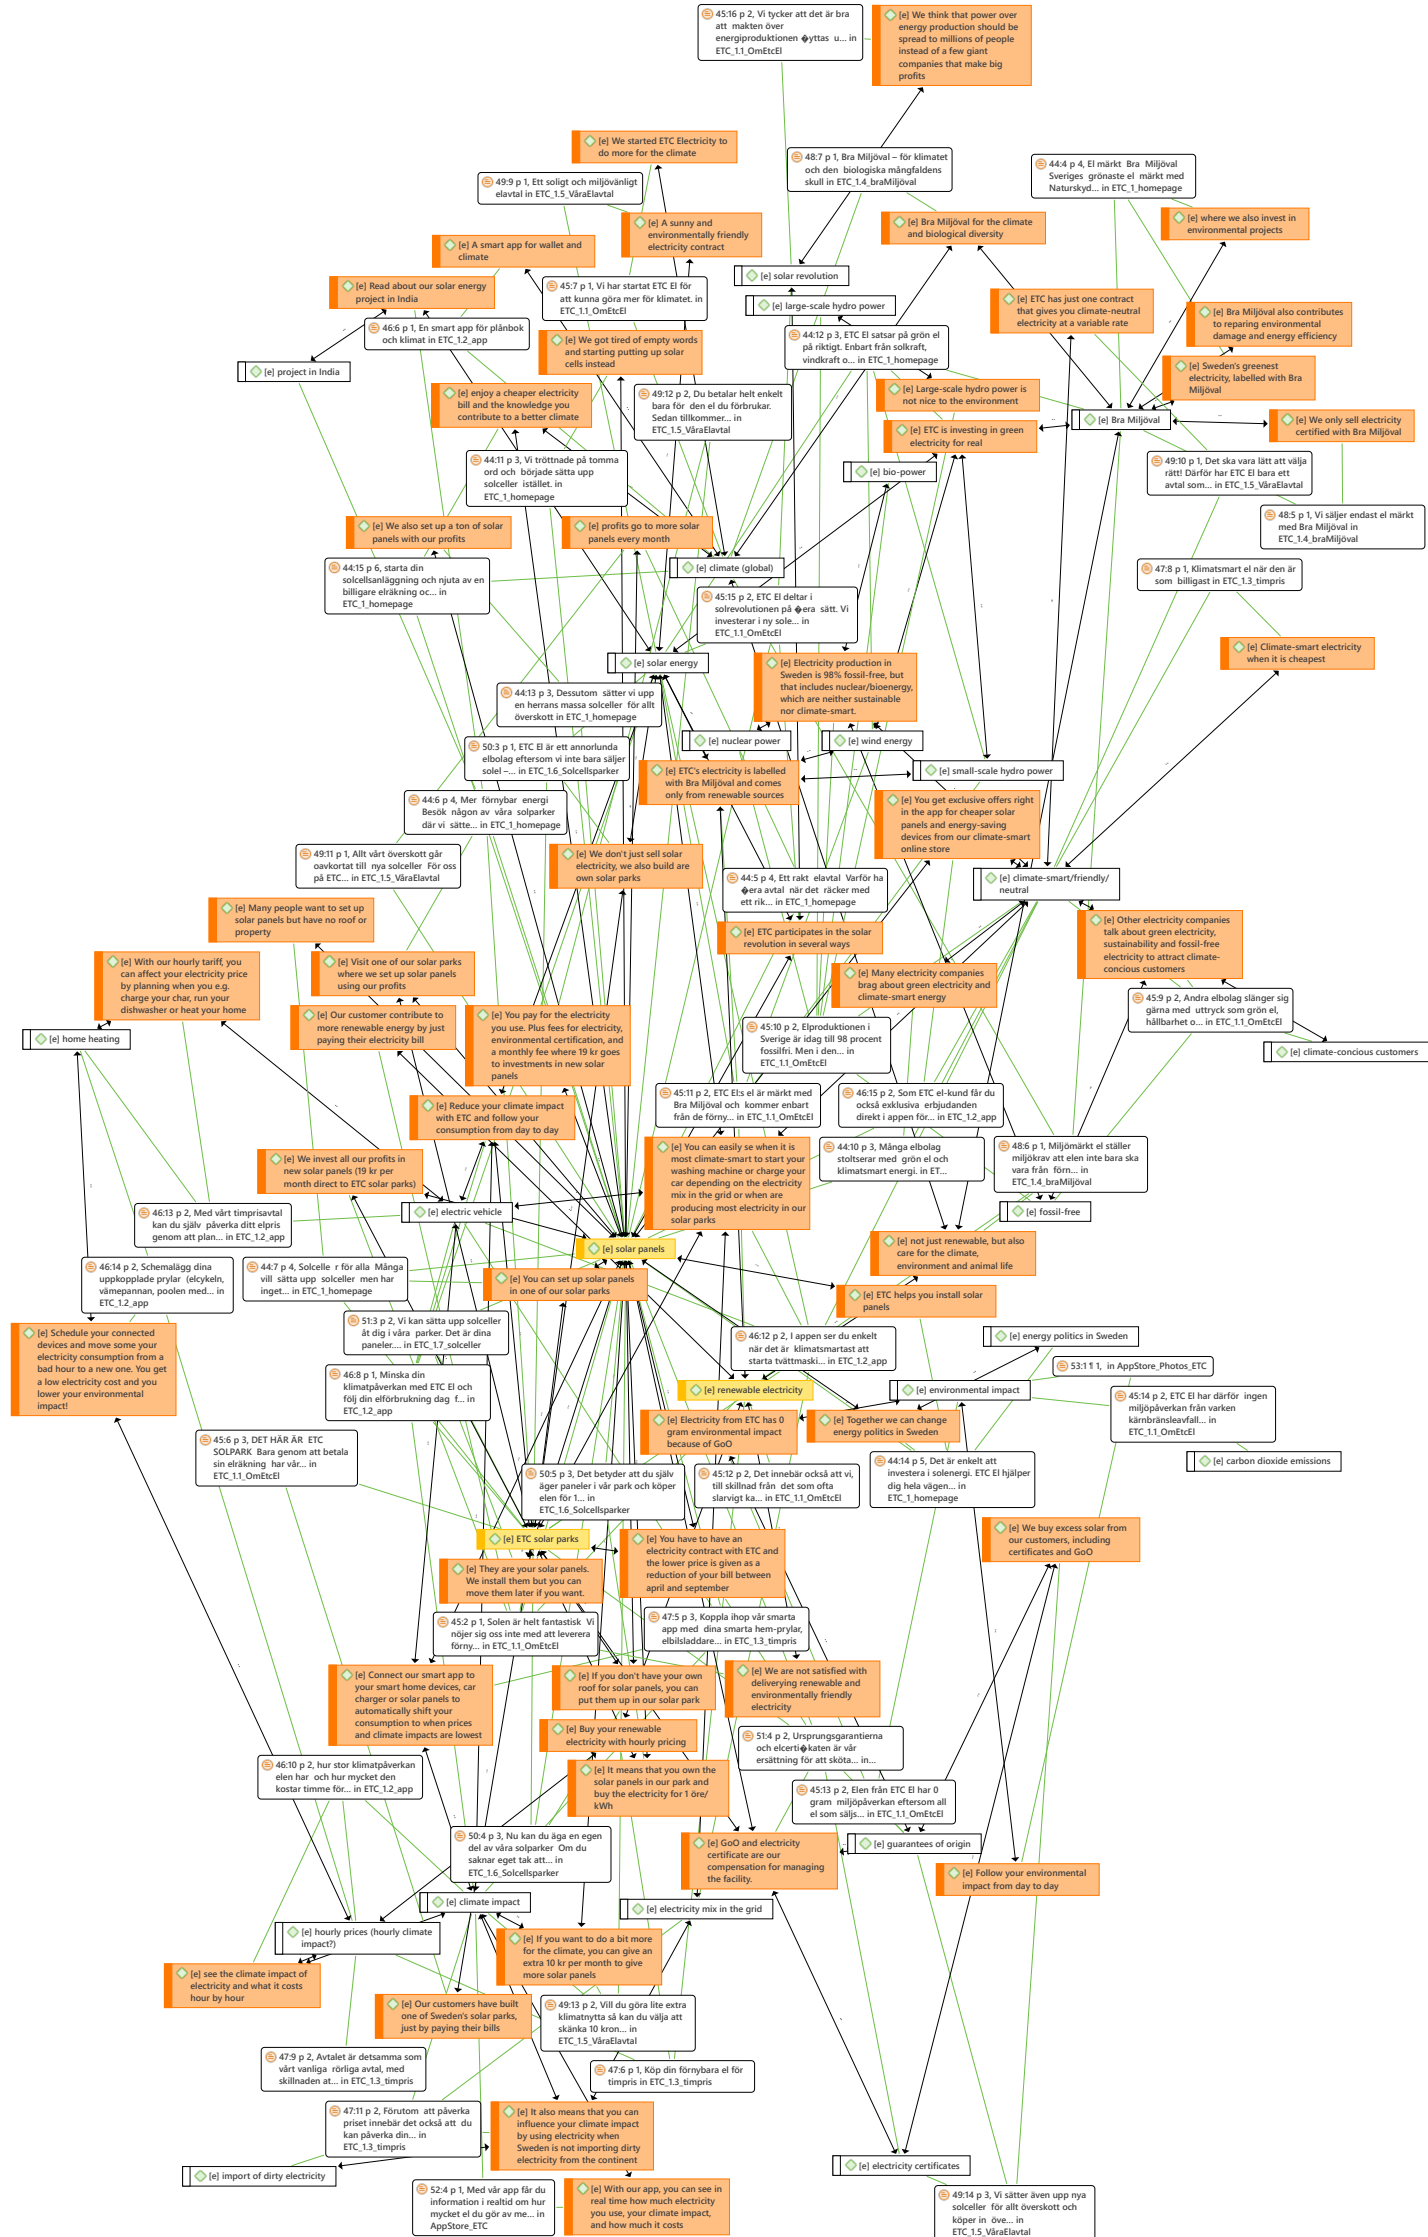 45:16 p 2, Vi tycker att det är bra
att makten över
energiproduktionen �yttas u... in
ETC_1.1_OmEtcEl
[e] We think that power over
energy production should be
spread to millions of people
instead of a few giant
companies that make big
profits
[e] We started ETC Electricity to
do more for the climate
48:7 p 1, Bra Miljöval – för klimatet
och den biologiska mångfaldens
skull in ETC_1.4_braMiljöval
44:4 p 4, El märkt Bra Miljöval
Sveriges grönaste el märkt med
Naturskyd... in ETC_1_homepage
49:9 p 1, Ett soligt och miljövänligt
elavtal in ETC_1.5_VåraElavtal
[e] A sunny and
environmentally friendly
electricity contract
[e] Bra Miljöval for the climate
and biological diversity
[e] where we also invest in
environmental projects
[e] A smart app for wallet and
climate
[e] solar revolution
[e] Read about our solar energy
project in India
45:7 p 1, Vi har startat ETC El för
att kunna göra mer för klimatet. in
ETC_1.1_OmEtcEl
[e] large-scale hydro power
[e] ETC has just one contract
that gives you climate-neutral
electricity at a variable rate
[e] Bra Miljöval also contributes
to reparing environmental
damage and energy efficiency
46:6 p 1, En smart app för plånbok
och klimat in ETC_1.2_app
[e] We got tired of empty words
and starting putting up solar
cells instead
44:12 p 3, ETC El satsar på grön el
på riktigt. Enbart från solkraft,
vindkraft o... in ETC_1_homepage
[e] Sweden's greenest
electricity, labelled with Bra
Miljöval
[e] project in India
[e] enjoy a cheaper electricity
bill and the knowledge you
contribute to a better climate
49:12 p 2, Du betalar helt enkelt
bara för den el du förbrukar.
Sedan tillkommer... in
ETC_1.5_VåraElavtal
[e] Large-scale hydro power is
not nice to the environment
[e] Bra Miljöval
[e] We only sell electricity
certified with Bra Miljöval
[e] ETC is investing in green
electricity for real
44:11 p 3, Vi tröttnade på tomma
ord och började sätta upp
solceller istället. in
ETC_1_homepage
[e] bio-power
49:10 p 1, Det ska vara lätt att välja
rätt! Därför har ETC El bara ett
avtal som... in ETC_1.5_VåraElavtal
48:5 p 1, Vi säljer endast el märkt
med Bra Miljöval in
ETC_1.4_braMiljöval
[e] We also set up a ton of solar
panels with our profits
[e] profits go to more solar
panels every month
44:15 p 6, starta din
solcellsanläggning och njuta av en
billigare elräkning oc... in
ETC_1_homepage
[e] climate (global)
47:8 p 1, Klimatsmart el när den är
som billigast in ETC_1.3_timpris
45:15 p 2, ETC El deltar i
solrevolutionen på �era sätt. Vi
investerar i ny sole... in
ETC_1.1_OmEtcEl
[e] Climate-smart electricity
when it is cheapest
[e] solar energy
[e] Electricity production in
Sweden is 98% fossil-free, but
that includes nuclear/bioenergy,
which are neither sustainable
nor climate-smart.
44:13 p 3, Dessutom sätter vi upp
en herrans massa solceller för allt
överskott in ETC_1_homepage
50:3 p 1, ETC El är ett annorlunda
elbolag eftersom vi inte bara säljer
solel –... in ETC_1.6_Solcellsparker
[e] nuclear power
[e] wind energy
[e] ETC's electricity is labelled
with Bra Miljöval and comes
only from renewable sources
[e] small-scale hydro power
44:6 p 4, Mer förnybar energi
Besök någon av våra solparker
där vi sätte... in ETC_1_homepage
[e] You get exclusive offers right
in the app for cheaper solar
panels and energy-saving
devices from our climate-smart
online store
49:11 p 1, Allt vårt överskott går
oavkortat till nya solceller För oss
på ETC... in ETC_1.5_VåraElavtal
[e] We don't just sell solar
electricity, we also build are
own solar parks
44:5 p 4, Ett rakt elavtal Varför ha
�era avtal när det räcker med
ett rik... in ETC_1_homepage
[e] climate-smart/friendly/
neutral
[e] Many people want to set up
solar panels but have no roof or
property
[e] ETC participates in the solar
revolution in several ways
[e] Other electricity companies
talk about green electricity,
sustainability and fossil-free
electricity to attract climate-
concious customers
[e] With our hourly tariff, you
can affect your electricity price
by planning when you e.g.
charge your char, run your
dishwasher or heat your home
[e] Visit one of our solar parks
where we set up solar panels
using our profits
[e] Many electricity companies
brag about green electricity and
climate-smart energy
[e] Our customer contribute to
more renewable energy by just
paying their electricity bill
[e] You pay for the electricity
you use. Plus fees for electricity,
environmental certification, and
a monthly fee where 19 kr goes
to investments in new solar
panels
45:9 p 2, Andra elbolag slänger sig
gärna med uttryck som grön el,
hållbarhet o... in ETC_1.1_OmEtcEl
[e] home heating
45:10 p 2, Elproduktionen i
Sverige är idag till 98 procent
fossilfri. Men i den... in
ETC_1.1_OmEtcEl
[e] climate-concious customers
[e] Reduce your climate impact
with ETC and follow your
consumption from day to day
45:11 p 2, ETC El:s el är märkt med
Bra Miljöval och kommer enbart
från de förny... in ETC_1.1_OmEtcEl
46:15 p 2, Som ETC el-kund får du
också exklusiva erbjudanden
direkt i appen för... in ETC_1.2_app
[e] We invest all our profits in
new solar panels (19 kr per
month direct to ETC solar parks)
[e] You can easily se when it is
most climate-smart to start your
washing machine or charge your
car depending on the electricity
mix in the grid or when are
producing most electricity in our
solar parks
44:10 p 3, Många elbolag
stoltserar med grön el och
klimatsmart energi. in ET...
48:6 p 1, Miljömärkt el ställer
miljökrav att elen inte bara ska
vara från förn... in
ETC_1.4_braMiljöval
46:13 p 2, Med vårt timprisavtal
kan du själv påverka ditt elpris
genom att plan... in ETC_1.2_app
[e] electric vehicle
[e] fossil-free
[e] solar panels
[e] not just renewable, but also
care for the climate,
environment and animal life
46:14 p 2, Schemalägg dina
uppkopplade prylar (elcykeln,
vämepannan, poolen med... in
ETC_1.2_app
44:7 p 4, Solcelle r för alla Många
vill sätta upp solceller men har
inget... in ETC_1_homepage
[e] You can set up solar panels
in one of our solar parks
[e] ETC helps you install solar
panels
[e] Schedule your connected
devices and move some your
electricity consumption from a
bad hour to a new one. You get
a low electricity cost and you
lower your environmental
impact!
51:3 p 2, Vi kan sätta upp solceller
åt dig i våra parker. Det är dina
paneler.... in ETC_1.7_solceller
46:12 p 2, I appen ser du enkelt
när det är klimatsmartast att
starta tvättmaski... in ETC_1.2_app
[e] energy politics in Sweden
53:1 1 1, in AppStore_Photos_ETC
46:8 p 1, Minska din
klimatpåverkan med ETC El och
följ din elförbrukning dag f... in
ETC_1.2_app
[e] renewable electricity
[e] environmental impact
45:14 p 2, ETC El har därför ingen
miljöpåverkan från varken
kärnbränsleavfall... in
ETC_1.1_OmEtcEl
[e] Electricity from ETC has 0
gram environmental impact
because of GoO
[e] Together we can change
energy politics in Sweden
45:6 p 3, DET HÄR ÄR ETC
SOLPARK Bara genom att betala
sin elräkning har vår... in
ETC_1.1_OmEtcEl
[e] carbon dioxide emissions
44:14 p 5, Det är enkelt att
investera i solenergi. ETC El hjälper
dig hela vägen... in
ETC_1_homepage
50:5 p 3, Det betyder att du själv
äger paneler i vår park och köper
elen för 1... in
ETC_1.6_Solcellsparker
45:12 p 2, Det innebär också att vi,
till skillnad från det som ofta
slarvigt ka... in ETC_1.1_OmEtcEl
[e] ETC solar parks
[e] You have to have an
electricity contract with ETC and
the lower price is given as a
reduction of your bill between
april and september
[e] We buy excess solar from
our customers, including
certificates and GoO
[e] They are your solar panels.
We install them but you can
move them later if you want.
45:2 p 1, Solen är helt fantastisk Vi
nöjer sig oss inte med att leverera
förny... in ETC_1.1_OmEtcEl
47:5 p 3, Koppla ihop vår smarta
app med dina smarta hem-prylar,
elbilsladdare... in ETC_1.3_timpris
[e] Connect our smart app to
your smart home devices, car
charger or solar panels to
automatically shift your
consumption to when prices
and climate impacts are lowest
[e] If you don't have your own
roof for solar panels, you can
put them up in our solar park
[e] We are not satisfied with
deliverying renewable and
environmentally friendly
electricity
[e] Buy your renewable
electricity with hourly pricing
51:4 p 2, Ursprungsgarantierna
och elcerti�katen är vår
ersättning för att sköta... in...
46:10 p 2, hur stor klimatpåverkan
elen har och hur mycket den
kostar timme för... in ETC_1.2_app
[e] It means that you own the
solar panels in our park and
buy the electricity for 1 öre/
kWh
45:13 p 2, Elen från ETC El har 0
gram miljöpåverkan eftersom all
el som säljs... in ETC_1.1_OmEtcEl
50:4 p 3, Nu kan du äga en egen
del av våra solparker Om du
saknar eget tak att... in
ETC_1.6_Solcellsparker
[e] GoO and electricity
certificate are our
compensation for managing
the facility.
[e] guarantees of origin
[e] Follow your environmental
impact from day to day
[e] climate impact
[e] electricity mix in the grid
[e] hourly prices (hourly climate
impact?)
[e] If you want to do a bit more
for the climate, you can give an
extra 10 kr per month to give
more solar panels
[e] see the climate impact of
electricity and what it costs
hour by hour
[e] Our customers have built
one of Sweden's solar parks,
just by paying their bills
49:13 p 2, Vill du göra lite extra
klimatnytta så kan du välja att
skänka 10 kron... in
ETC_1.5_VåraElavtal
47:9 p 2, Avtalet är detsamma som
vårt vanliga rörliga avtal, med
skillnaden at... in ETC_1.3_timpris
47:6 p 1, Köp din förnybara el för
timpris in ETC_1.3_timpris
47:11 p 2, Förutom att påverka
priset innebär det också att du
kan påverka din... in
ETC_1.3_timpris
[e] It also means that you can
influence your climate impact
by using electricity when
Sweden is not importing dirty
electricity from the continent
[e] import of dirty electricity
[e] electricity certificates
52:4 p 1, Med vår app får du
information i realtid om hur
mycket el du gör av me... in
AppStore_ETC
[e] With our app, you can see in
real time how much electricity
you use, your climate impact,
and how much it costs
49:14 p 3, Vi sätter även upp nya
solceller för allt överskott och
köper in öve... in
ETC_1.5_VåraElavtal